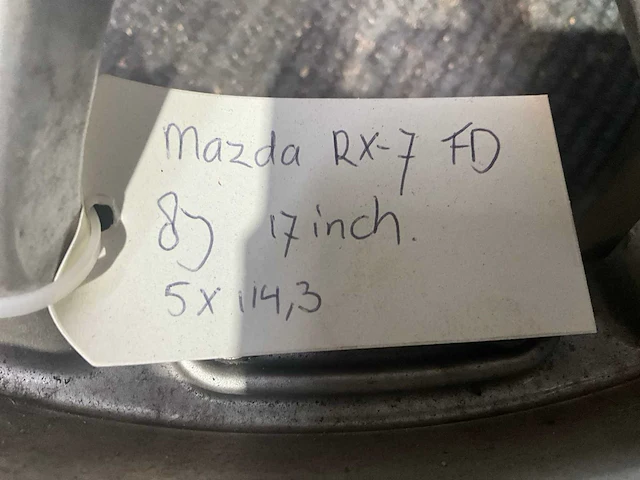 Mazda RX-7 FD
8J 17 inch.
5 x 114,3